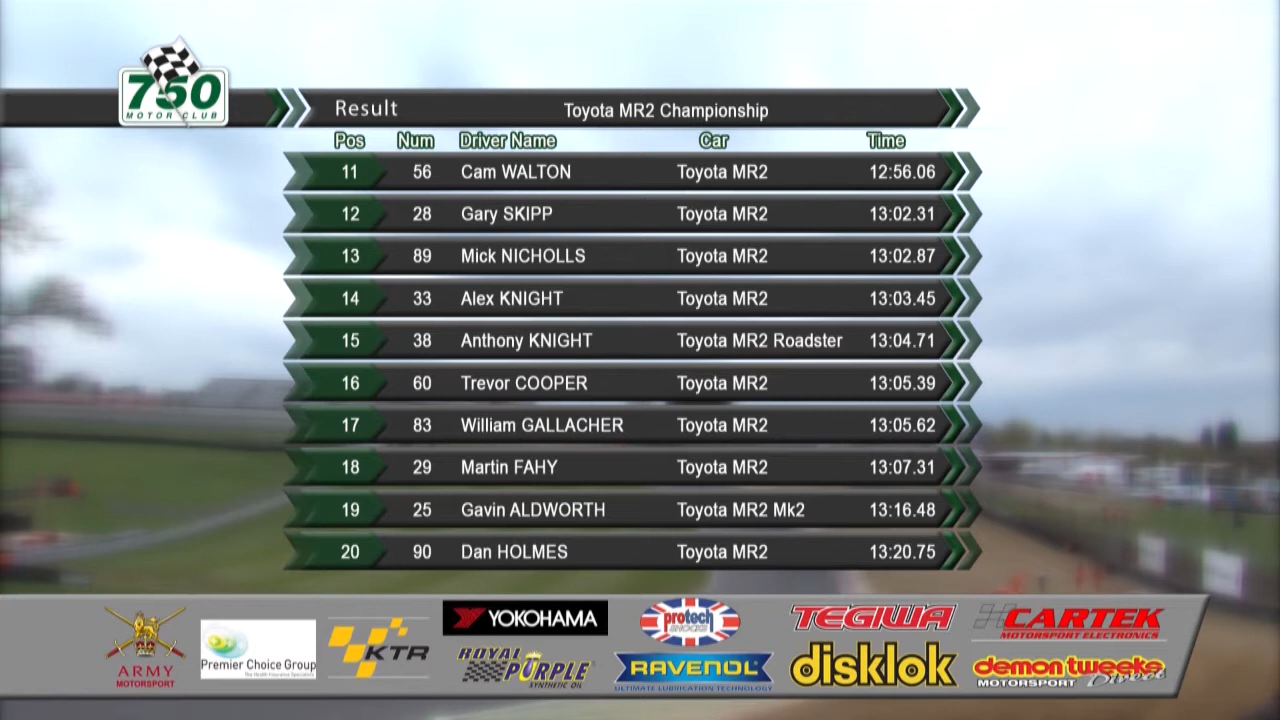 750
MOTOR CLUB
Result Toyota MR2 Championship
Pos Num Driver Name Car Time
11 56 Cam WALTON Toyota MR2 12:56.06
12 28 Gary SKIPP Toyota MR2 13:02.31
13 89 Mick NICHOLLS Toyota MR2 13:02.87
14 33 Alex KNIGHT Toyota MR2 13:03.45
15 38 Anthony KNIGHT Toyota MR2 Roadster 13:04.71
16 60 Trevor COOPER Toyota MR2 13:05.39
17 83 William GALLACHER Toyota MR2 13:05.62
18 29 Martin FAHY Toyota MR2 13:07.31
19 25 Gavin ALDWORTH Toyota MR2 Mk2 13:16.48
20 90 Dan HOLMES Toyota MR2 13:20.75
ARMY
MOTORSPORT
Premier Choice Group
The Health Insurance Specialists
KTR
YOKOHAMA
ROYAL
PURPLE
SYNTHETIC OIL
protech
SHOCKS
RAVENOL
ULTIMATE LUBRICATION TECHNOLOGY
TEGIWA
disklok
CARTEK
MOTORSPORT ELECTRONICS
demon tweeks
MOTORSPORT Direct